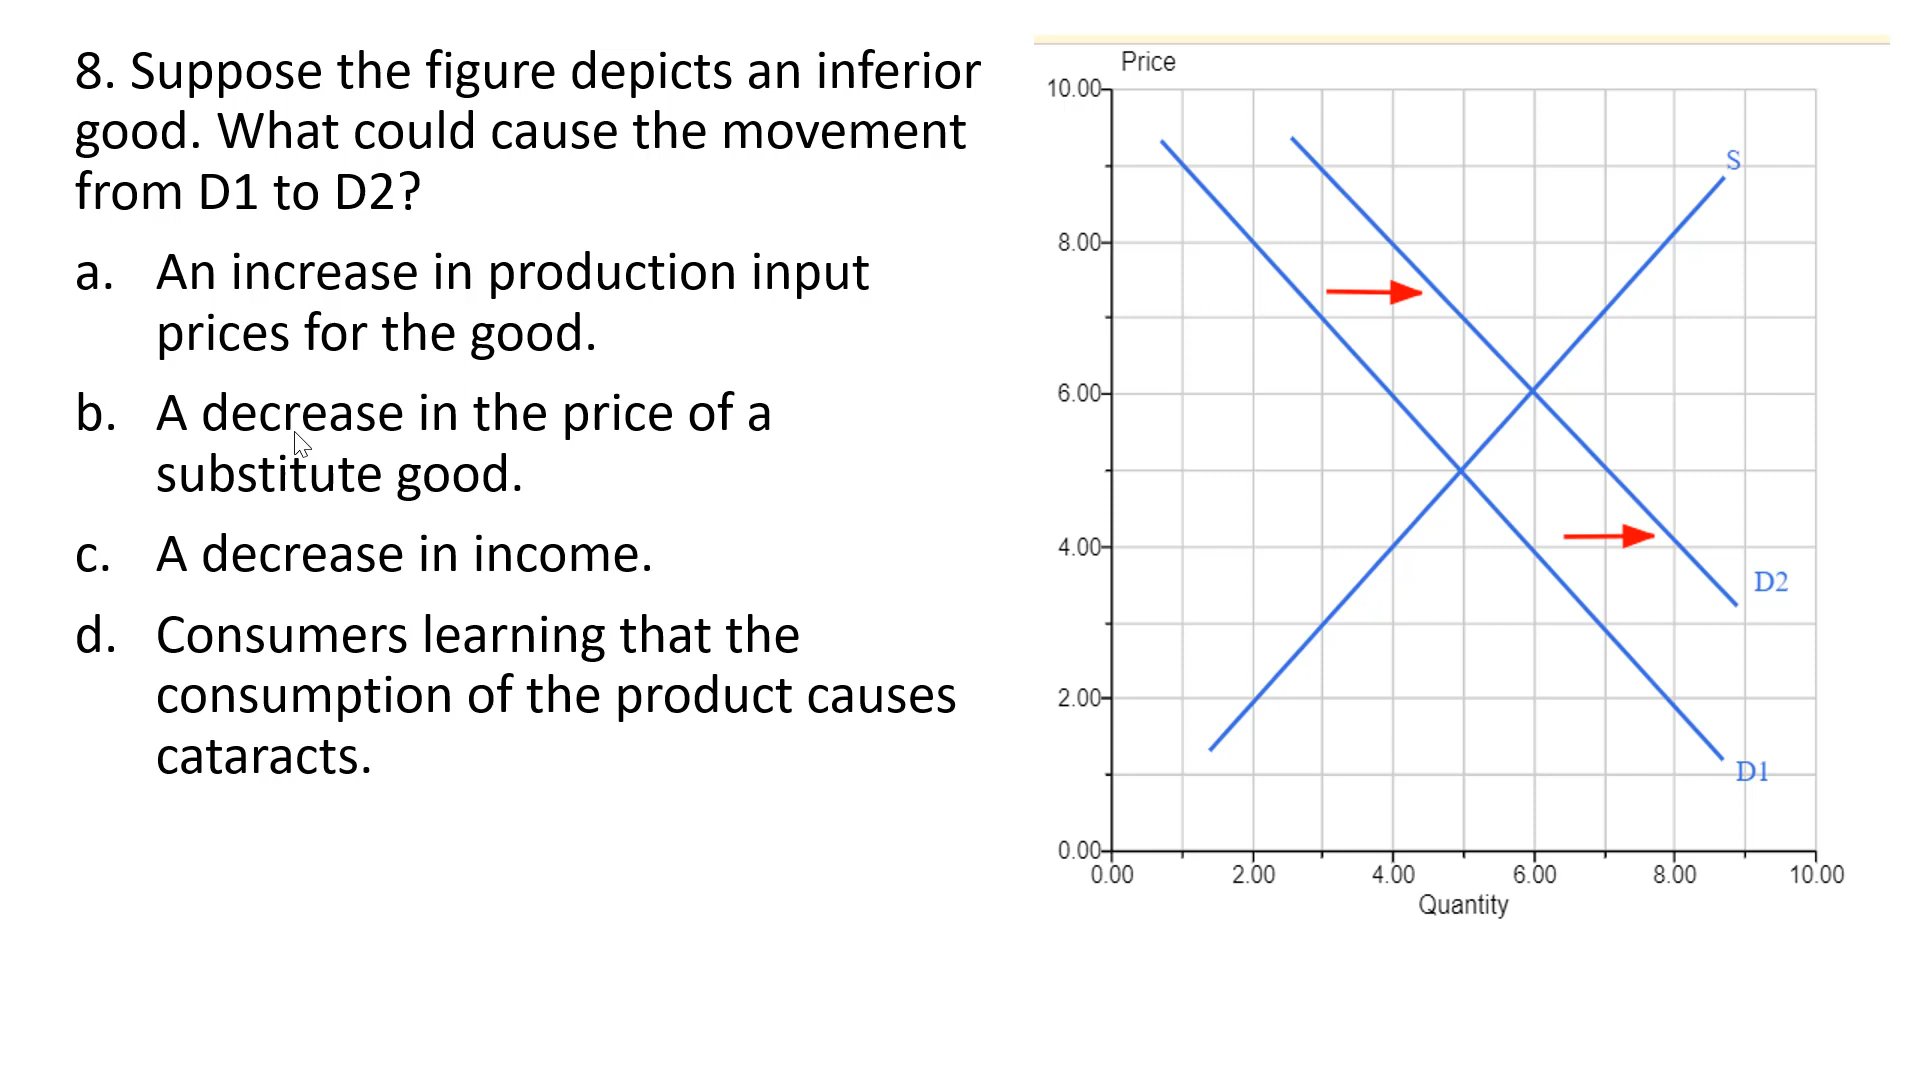 8. Suppose the figure depicts an inferior
good. What could cause the movement
from D1 to D2?
a. An increase in production input
prices for the good.
b. A decrease in the price of a
substitute good.
c. A decrease in income.
d. Consumers learning that the
consumption of the product causes
cataracts.
Price
10.00
S
8.00
6.00
4.00
D2
2.00
D1
0.00
0.00 2.00 4.00 6.00 8.00 10.00
Quantity